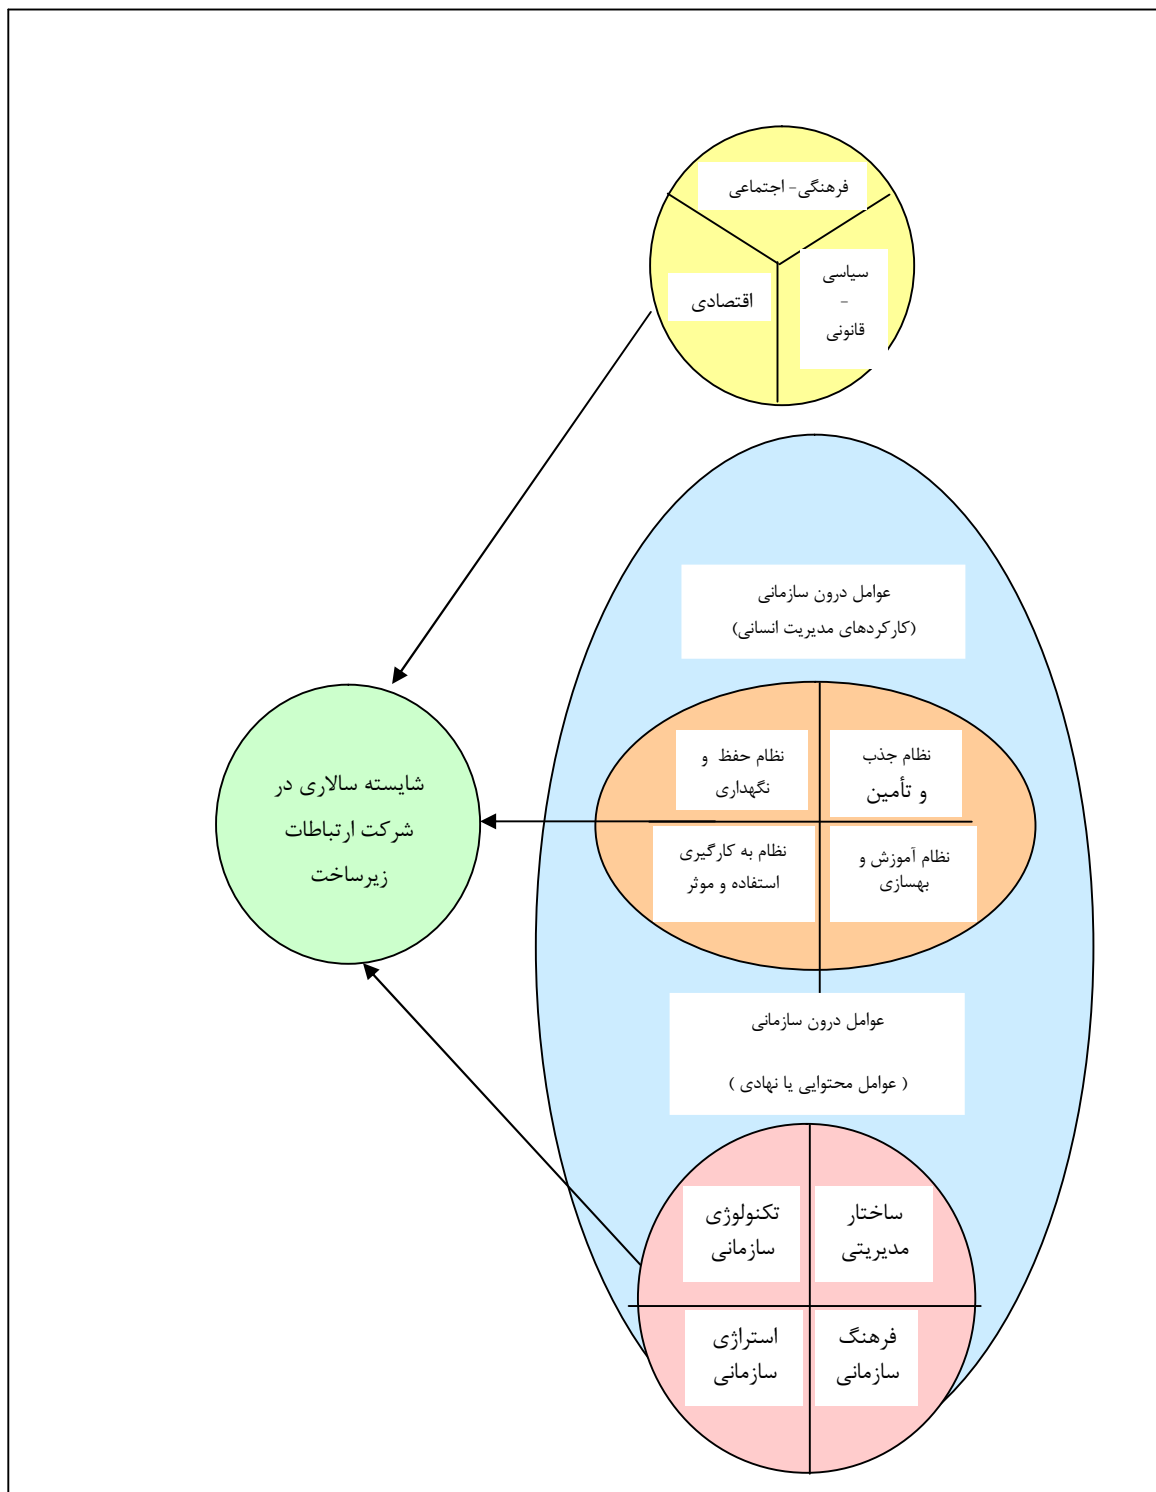 فرهنگی- اجتماعی
سیاسی
-
قانونی
اقتصادی
عوامل درون سازمانی
(کارکردهای مدیریت انسانی)
نظام جذب
و تأمین
نظام حفظ و
نگهداری
نظام آموزش و
بهسازی
نظام به کارگیری
استفاده و موثر
شایسته سالاری در
شرکت ارتباطات
زیرساخت
عوامل درون سازمانی
( عوامل محتوایی یا نهادی )
ساختار
مدیریتی
تکنولوژی
سازمانی
فرهنگ
سازمانی
استراژی
سازمانی